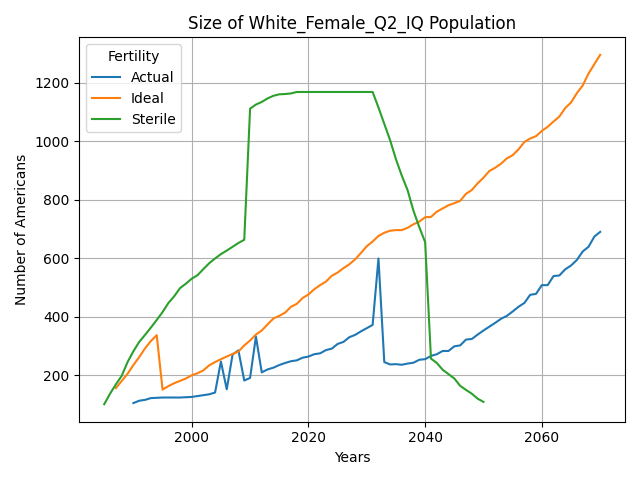 Size of White_Female_Q2_IQ Population
Fertility
Actual
Ideal
Sterile
Number of Americans
1200
1000
800
600
400
200
2000
2020
2040
2060
Years